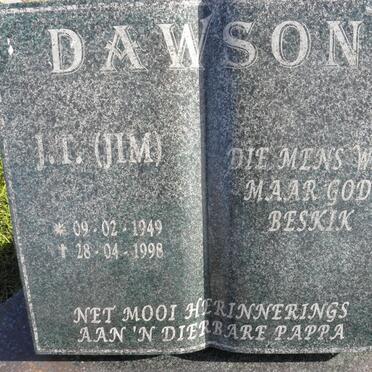 DAWSON
J.T. (JIM)
* 09 - 02 - 1949
† 28 - 04 - 1998
DIE MENS W
MAAR GOD
BESKIK
NET MOOI HERINNERINGS
AAN 'N DIERBARE PAPPA